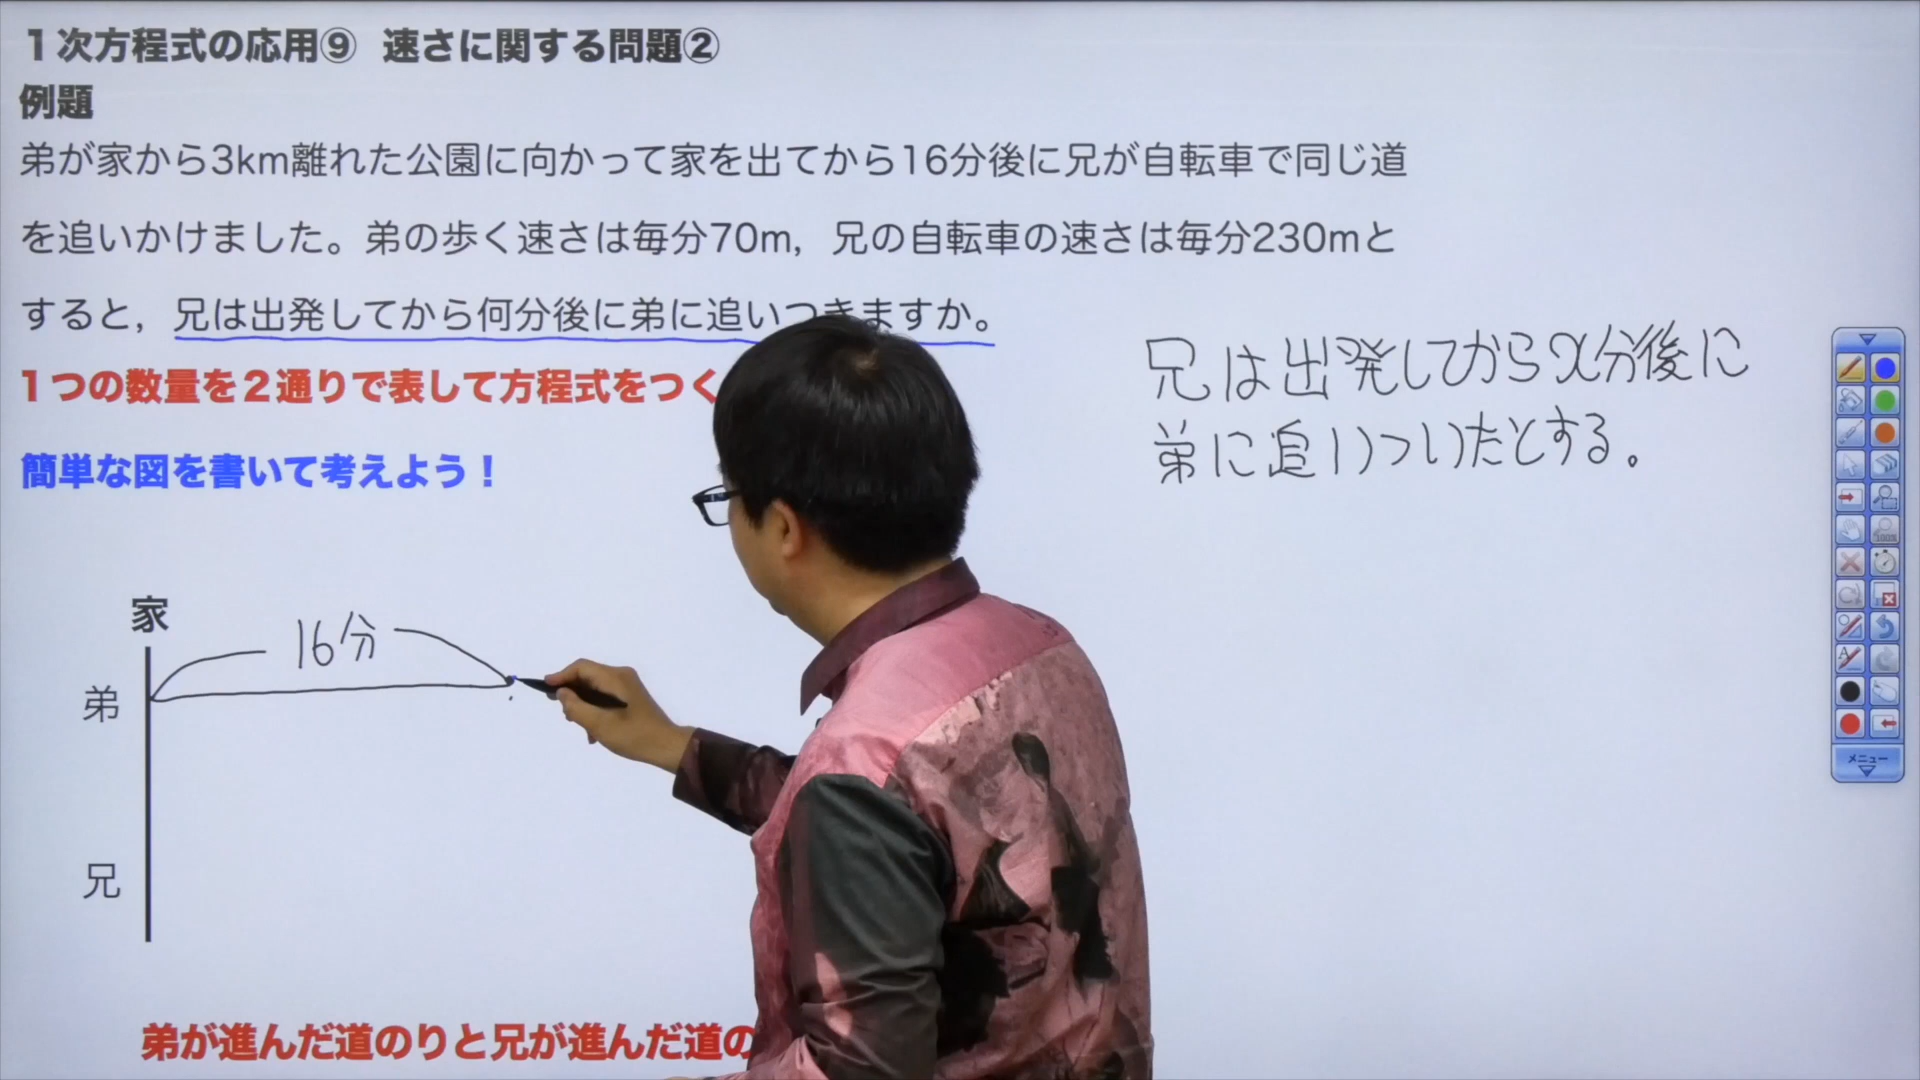 １次方程式の応用⑨ 速さに関する問題②
例題
弟が家から3km離れた公園に向かって家を出てから16分後に兄が自転車で同じ道
を追いかけました。弟の歩く速さは毎分70m，兄の自転車の速さは毎分230mと
すると，兄は出発してから何分後に弟に追いつきますか。
１つの数量を２通りで表して方程式をつく
簡単な図を書いて考えよう！
兄は出発してからx分後に
弟に追いついたとする。
家
16分
弟
兄
弟が進んだ道のりと兄が進んだ道の
100%
メニュー